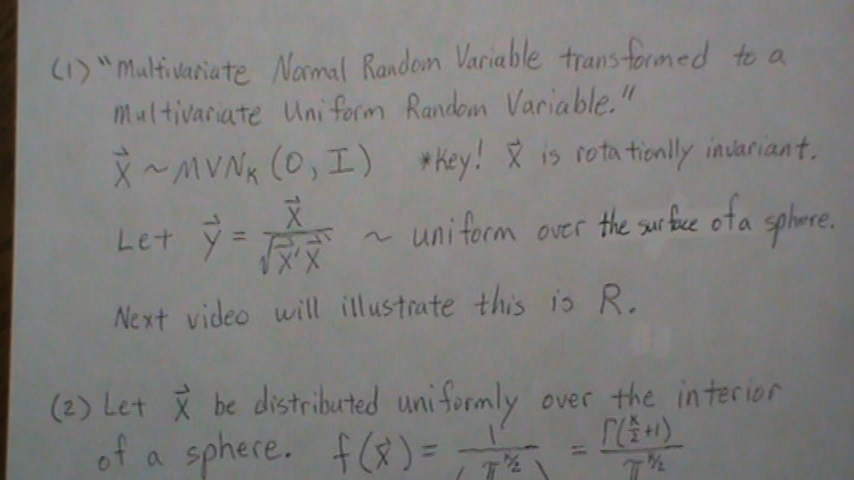 (1) "Multivariate Normal Random Variable transformed to a
Multivariate Uniform Random Variable."
X⃗ ~ MVN_K (0, I) *Key! X⃗ is rotationlly invariant.
Let Y⃗ = X⃗ / √(X⃗'X⃗) ~ uniform over the surface of a sphere.
Next video will illustrate this is R.
(2) Let X⃗ be distributed uniformly over the interior
of a sphere. f(X⃗) = 1 / (π^{K/2}) = Γ(K/2 + 1) / π^{K/2}